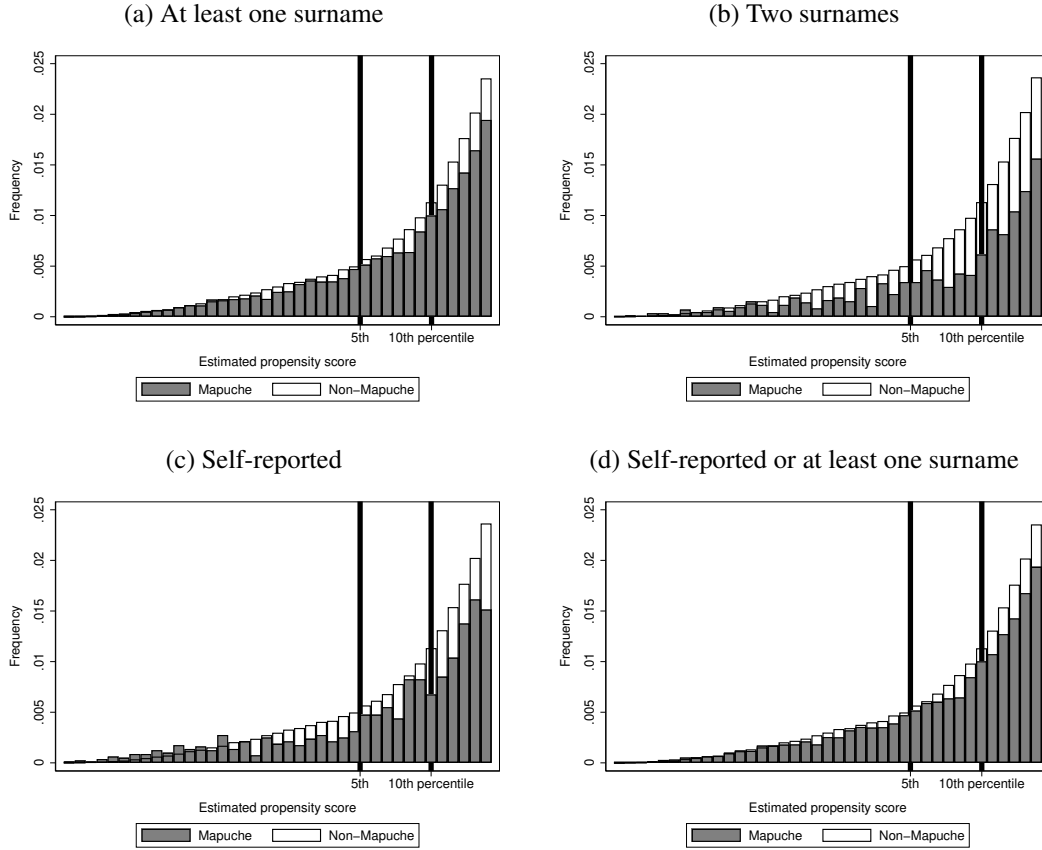 (a) At least one surname
Frequency
.025
.02
.015
.01
.005
0
5th 10th percentile
Estimated propensity score
Mapuche Non−Mapuche
(b) Two surnames
Frequency
.025
.02
.015
.01
.005
0
5th 10th percentile
Estimated propensity score
Mapuche Non−Mapuche
(c) Self-reported
Frequency
.025
.02
.015
.01
.005
0
5th 10th percentile
Estimated propensity score
Mapuche Non−Mapuche
(d) Self-reported or at least one surname
Frequency
.025
.02
.015
.01
.005
0
5th 10th percentile
Estimated propensity score
Mapuche Non−Mapuche